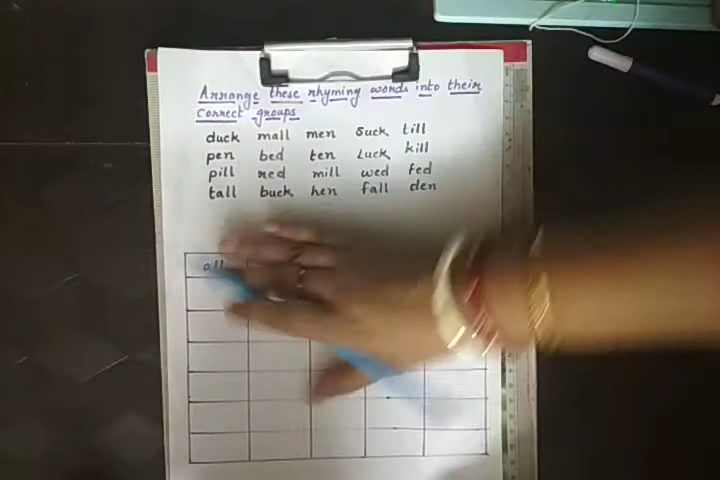 Arrange these rhyming words into their
correct groups
duck mall men suck till
pen bed ten Luck kill
pill red mill wed fed
tall buck hen fall den
all